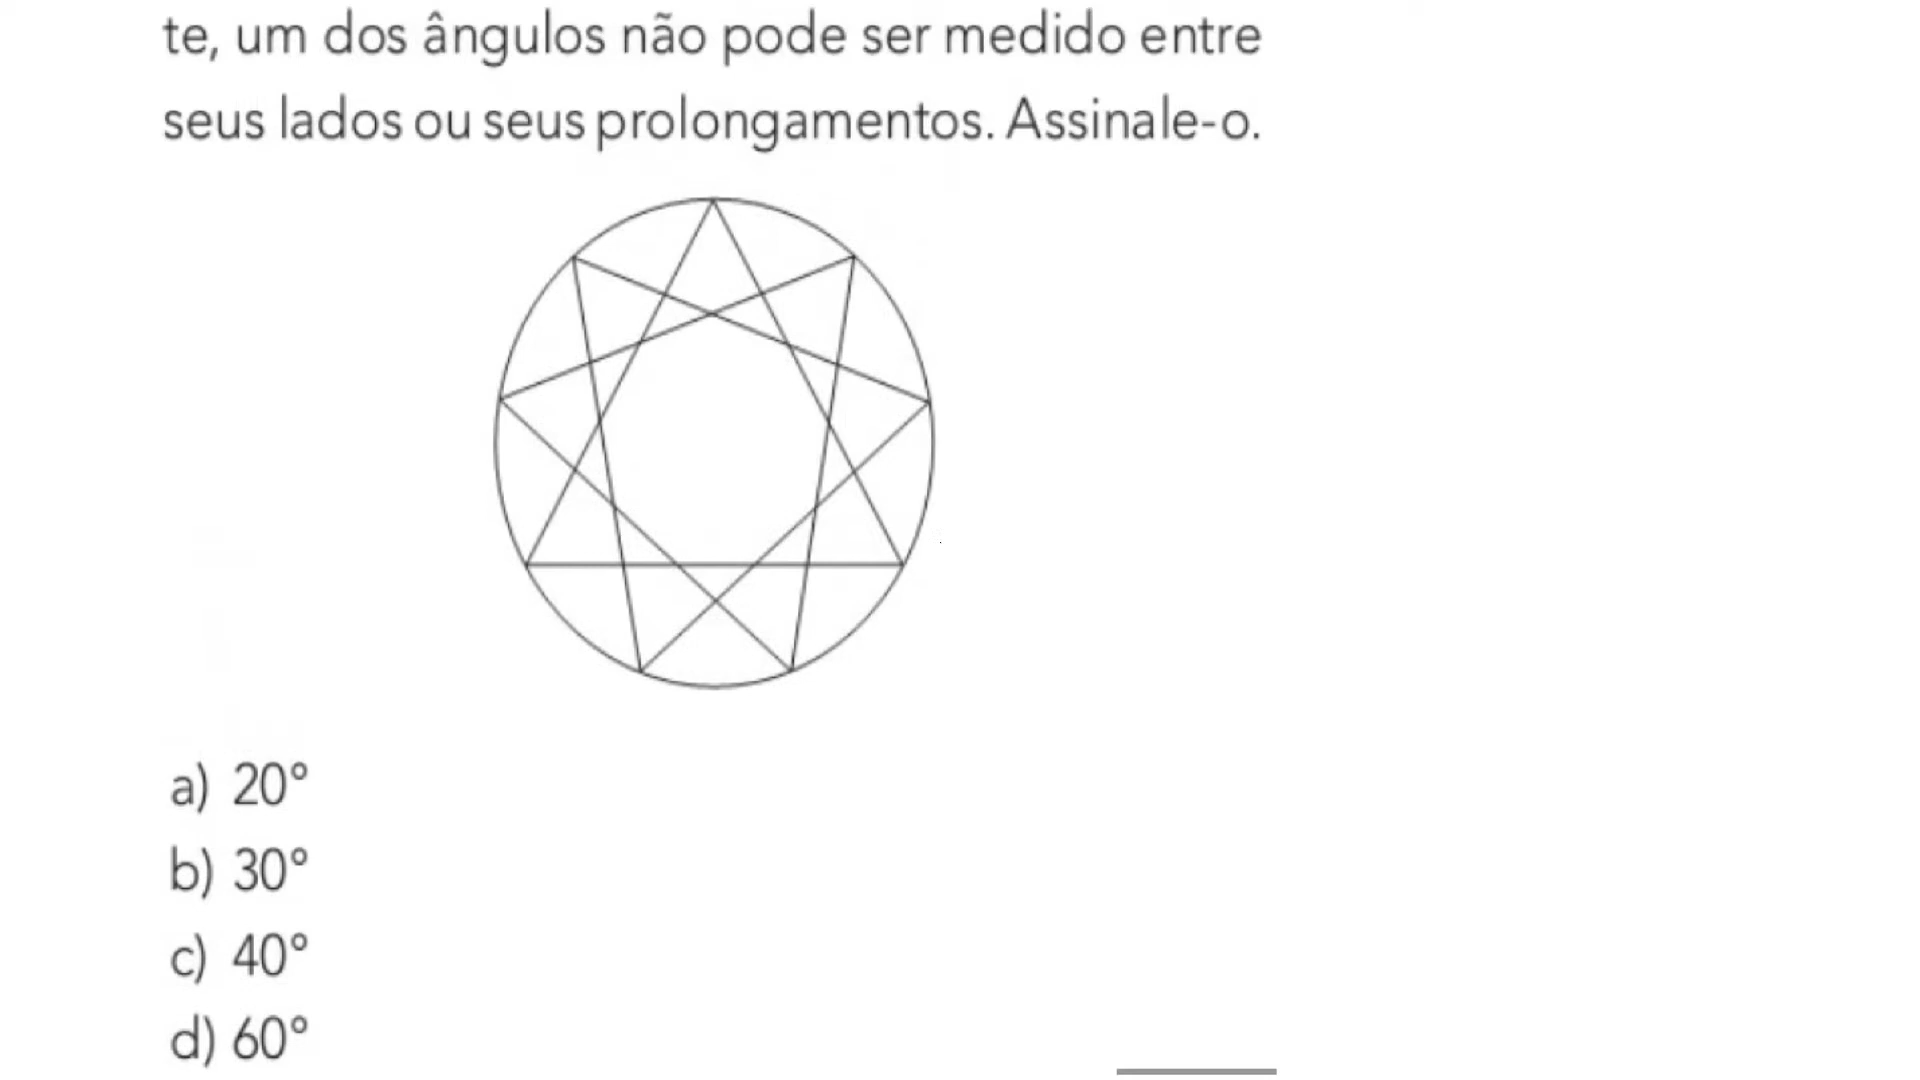 te, um dos ângulos não pode ser medido entre
seus lados ou seus prolongamentos. Assinale-o.
a) 20°
b) 30°
c) 40°
d) 60°